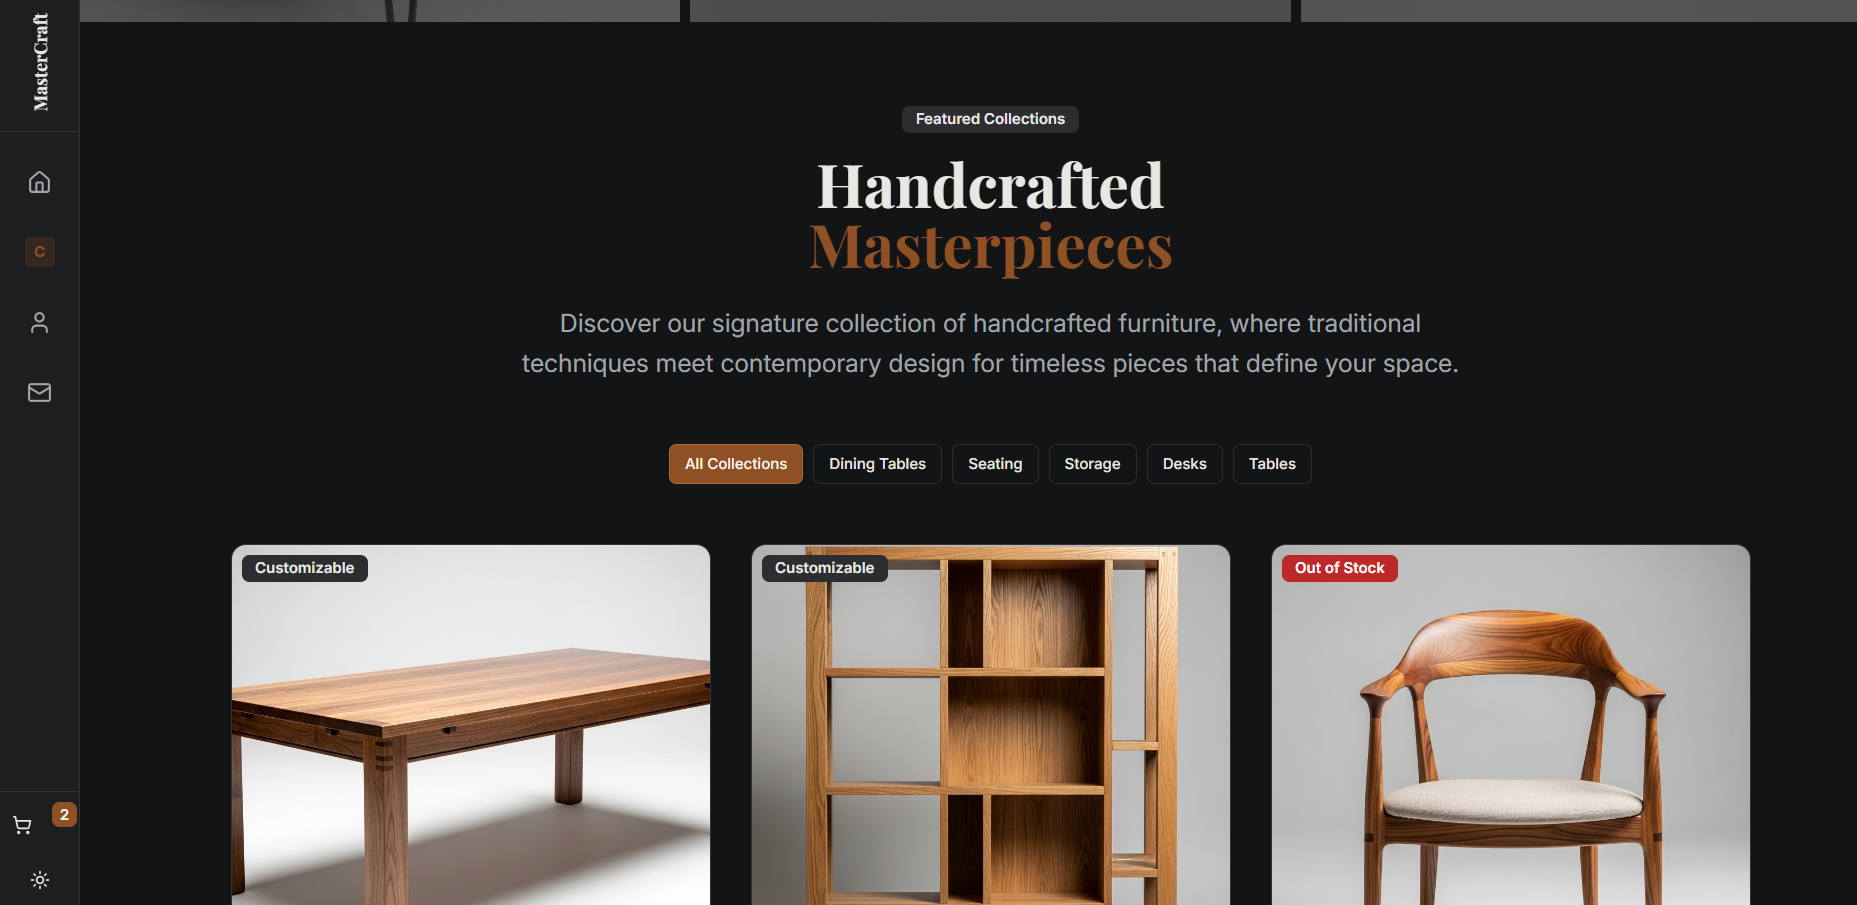 MasterCraft
C
2
Featured Collections
Handcrafted
Masterpieces
Discover our signature collection of handcrafted furniture, where traditional
techniques meet contemporary design for timeless pieces that define your space.
All Collections
Dining Tables
Seating
Storage
Desks
Tables
Customizable
Customizable
Out of Stock